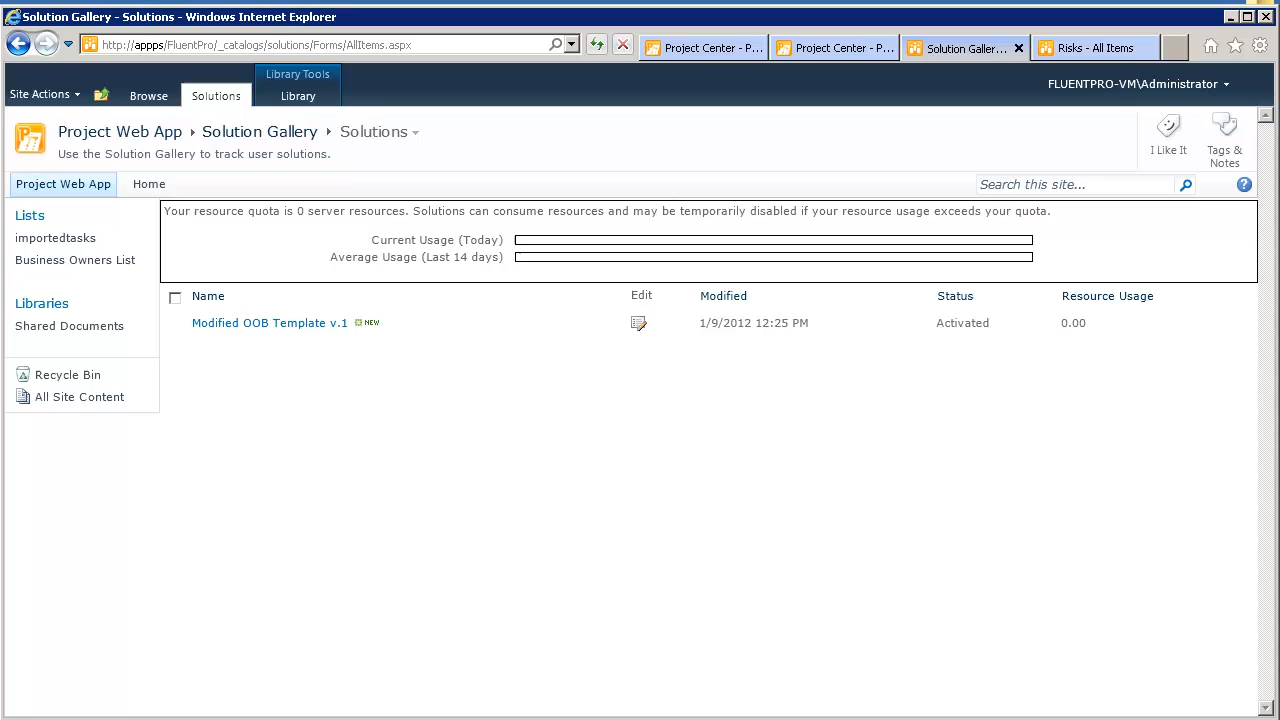 Solution Gallery - Solutions - Windows Internet Explorer
http://appps/FluentPro/_catalogs/solutions/Forms/AllItems.aspx
Project Center - P...
Project Center - P...
Solution Galler...
Risks - All Items
Site Actions
Browse
Solutions
Library Tools
Library
FLUENTPRO-VM\Administrator
Project Web App
Solution Gallery
Solutions
Use the Solution Gallery to track user solutions.
I Like It
Tags &
Notes
Project Web App
Home
Search this site...
Lists
importedtasks
Business Owners List
Libraries
Shared Documents
Recycle Bin
All Site Content
Your resource quota is 0 server resources. Solutions can consume resources and may be temporarily disabled if your resource usage exceeds your quota.
Current Usage (Today)
Average Usage (Last 14 days)
Name Edit Modified Status Resource Usage
Modified OOB Template v.1 NEW 1/9/2012 12:25 PM Activated 0.00